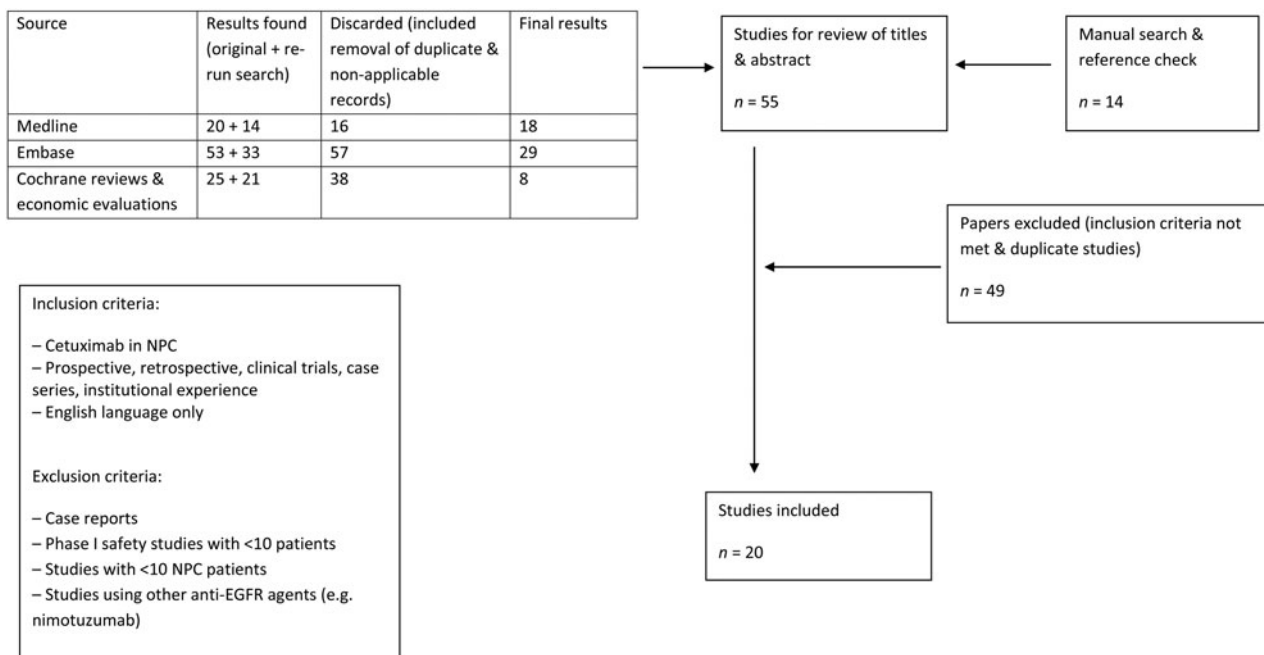 Source
Results found
(original + re-
run search)
Discarded (included
removal of duplicate &
non-applicable
records)
Final results
Medline
20 + 14
16
18
Embase
53 + 33
57
29
Cochrane reviews &
economic evaluations
25 + 21
38
8
Studies for review of titles
& abstract
n = 55
Manual search &
reference check
n = 14
Papers excluded (inclusion criteria not
met & duplicate studies)
n = 49
Inclusion criteria:
– Cetuximab in NPC
– Prospective, retrospective, clinical trials, case
series, institutional experience
– English language only
Exclusion criteria:
– Case reports
– Phase I safety studies with <10 patients
– Studies with <10 NPC patients
– Studies using other anti-EGFR agents (e.g.
nimotuzumab)
Studies included
n = 20